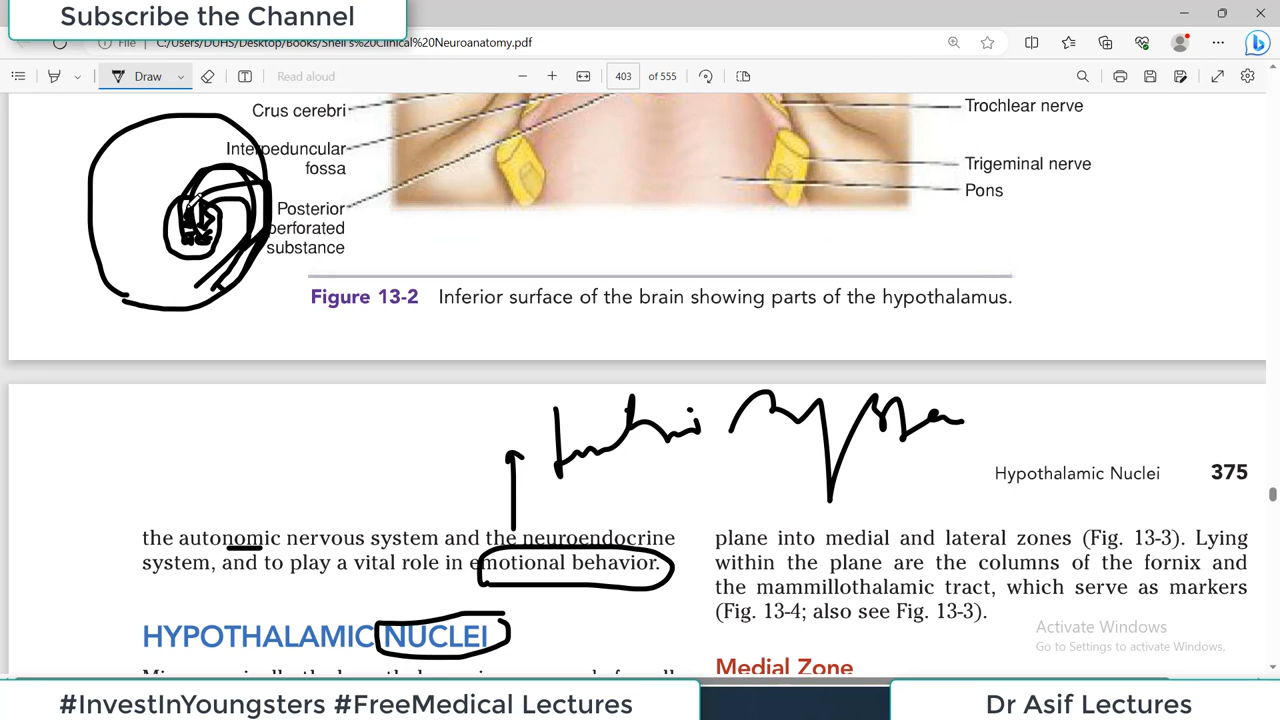 Subscribe the Channel
File
C:/Users/DUHS/Desktop/Books/Snell's%20Clinical%20Neuroanatomy.pdf
Draw
Read aloud
403 of 555
Crus cerebri
Trochlear nerve
Interpeduncular
fossa
Trigeminal nerve
Pons
Posterior
perforated
substance
Figure 13-2 Inferior surface of the brain showing parts of the hypothalamus.
Hypothalamic Nuclei 375
the autonomic nervous system and the neuroendocrine
system, and to play a vital role in emotional behavior.
HYPOTHALAMIC NUCLEI
plane into medial and lateral zones (Fig. 13-3). Lying
within the plane are the columns of the fornix and
the mammillothalamic tract, which serve as markers
(Fig. 13-4; also see Fig. 13-3).
Medial Zone
Activate Windows
Go to Settings to activate Windows.
#InvestInYoungsters #FreeMedical Lectures
Dr Asif Lectures